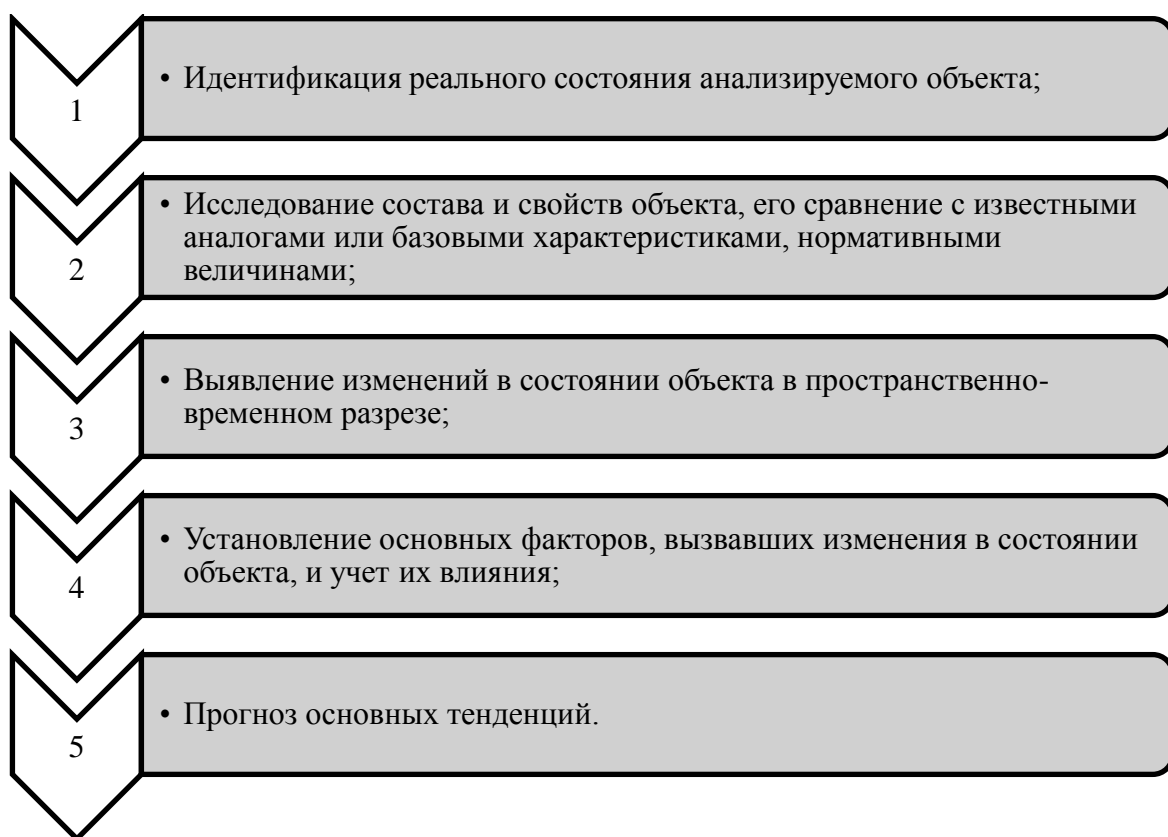 1
• Идентификация реального состояния анализируемого объекта;
2
• Исследование состава и свойств объекта, его сравнение с известными
аналогами или базовыми характеристиками, нормативными
величинами;
3
• Выявление изменений в состоянии объекта в пространственно-
временном разрезе;
4
• Установление основных факторов, вызвавших изменения в состоянии
объекта, и учет их влияния;
5
• Прогноз основных тенденций.